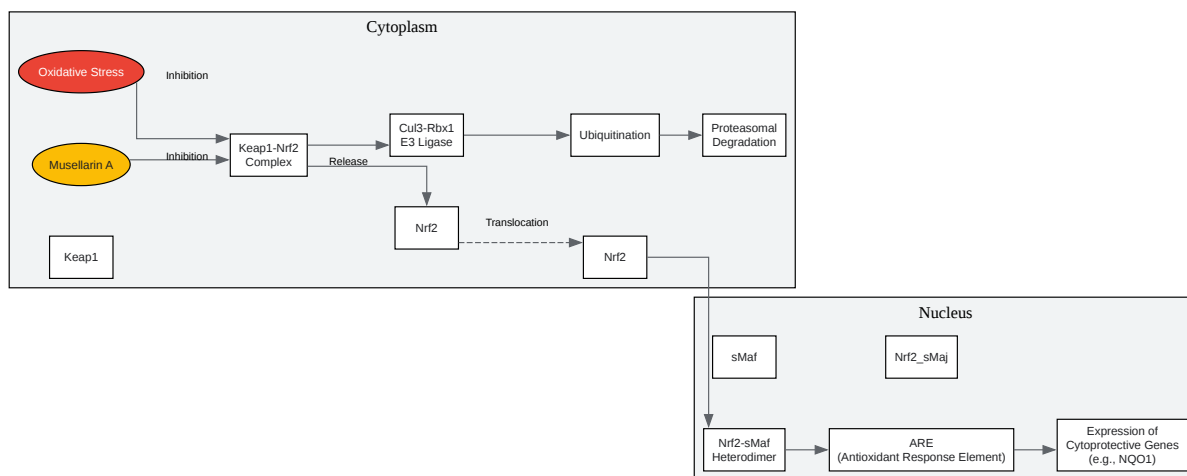 Cytoplasm
Oxidative Stress
Inhibition
Musellarin A
Inhibition
Keap1-Nrf2
Complex
Cul3-Rbx1
E3 Ligase
Ubiquitination
Proteasomal
Degradation
Release
Nrf2
Translocation
Nrf2
Keap1
Nucleus
sMaf
Nrf2_sMaj
Nrf2-sMaf
Heterodimer
ARE
(Antioxidant Response Element)
Expression of
Cytoprotective Genes
(e.g., NQO1)